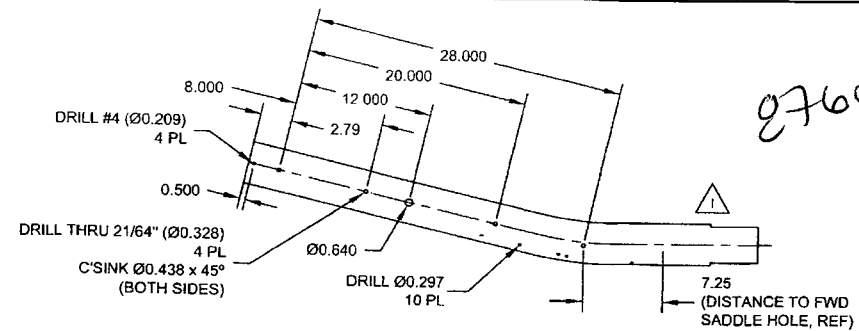 28.000
20.000
8.000
12 000
2.79
DRILL #4 (Ø0.209)
4 PL
0.500
DRILL THRU 21/64" (Ø0.328)
4 PL
C'SINK Ø0.438 x 45°
(BOTH SIDES)
Ø0.640
DRILL Ø0.297
10 PL
1
7.25
(DISTANCE TO FWD
SADDLE HOLE, REF)